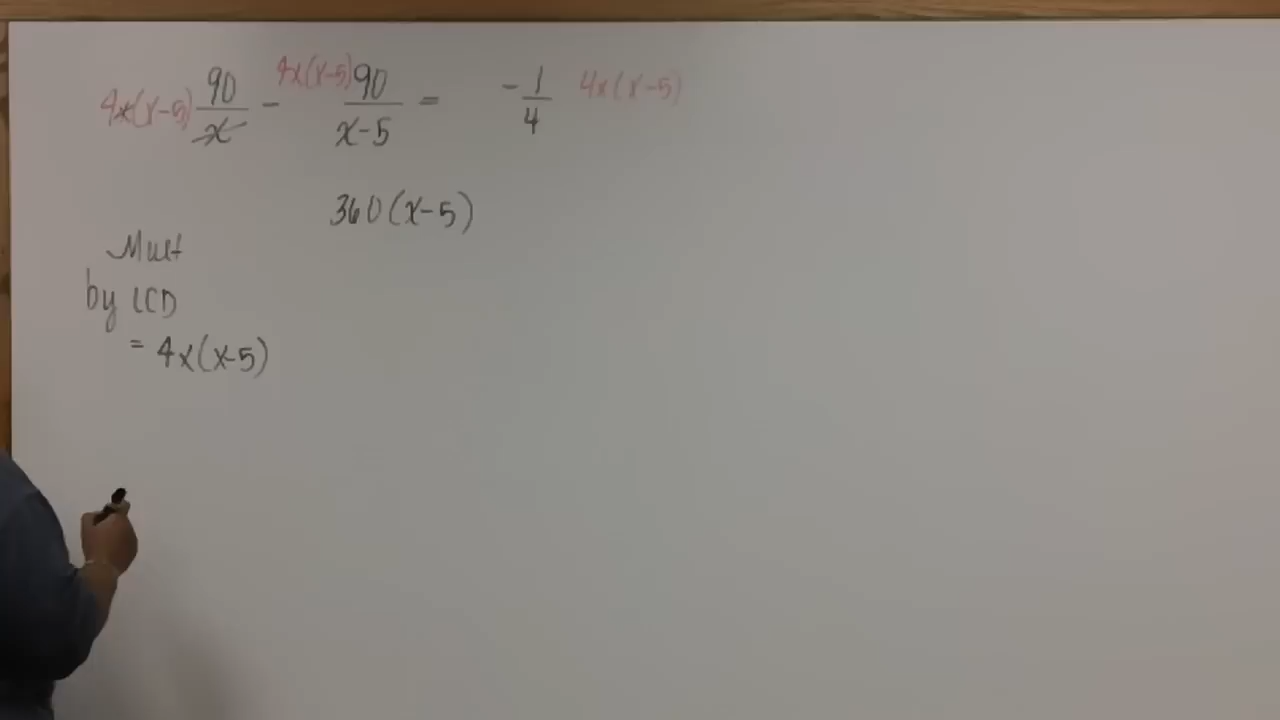 4x(x-5) 90/x - 4x(x-5) 90/(x-5) = -1/4 4x(x-5)
360(x-5)
Mult
by LCD
= 4x(x-5)